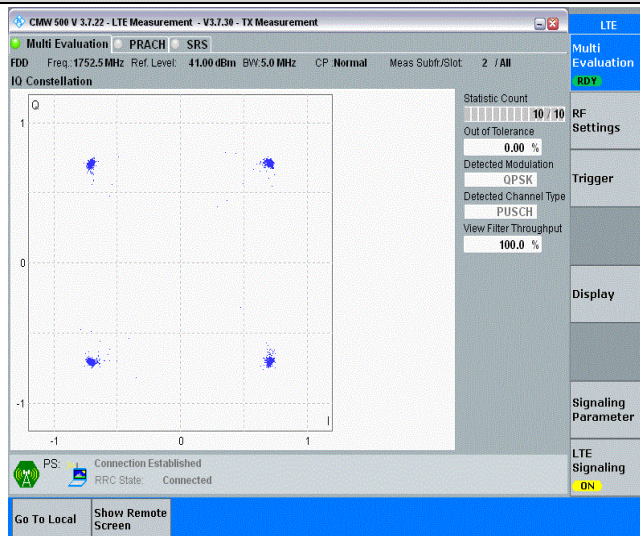 CMW 500 V 3.7.22 - LTE Measurement - V3.7.30 - TX Measurement
LTE
Multi Evaluation PRACH SRS
Multi
Evaluation
RDY
FDD Freq.:1752.5 MHz Ref. Level: 41.00 dBm BW:5.0 MHz CP :Normal Meas Subfr./Slot 2 / All
IQ Constellation
Q
1
0
-1
I
-1 0 1
Statistic Count
10 / 10
Out of Tolerance
0.00 %
Detected Modulation
QPSK
Detected Channel Type
PUSCH
View Filter Throughput
100.0 %
RF
Settings
Trigger
Display
Signaling
Parameter
LTE
Signaling
ON
PS: Connection Established
RRC State: Connected
Go To Local
Show Remote
Screen